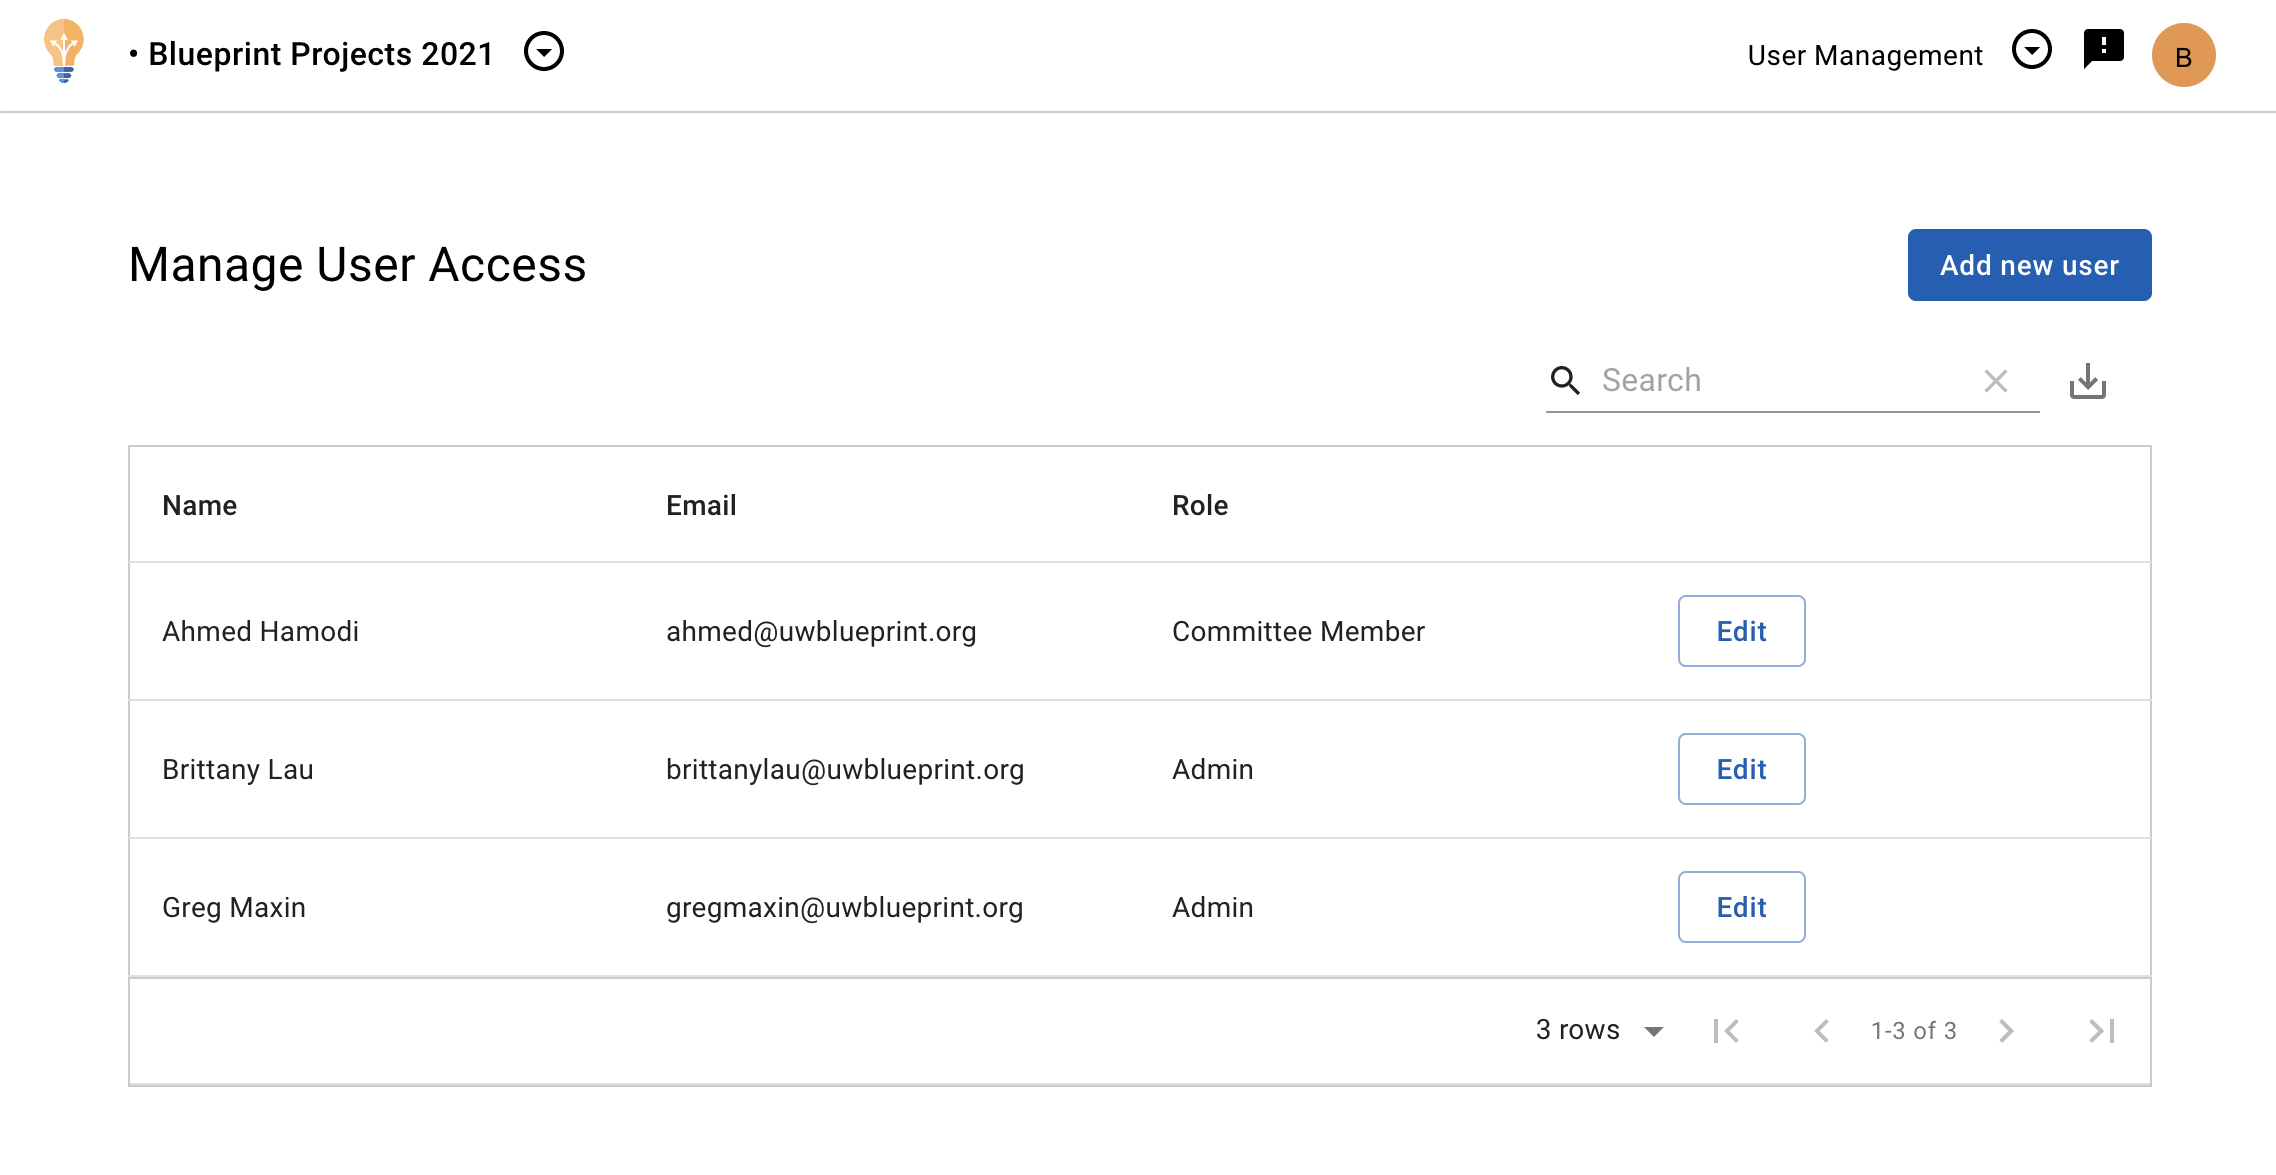 • Blueprint Projects 2021 User Management B
Manage User Access Add new user
Search
Name Email Role
Ahmed Hamodi ahmed@uwblueprint.org Committee Member Edit
Brittany Lau brittanylau@uwblueprint.org Admin Edit
Greg Maxin gregmaxin@uwblueprint.org Admin Edit
3 rows 1-3 of 3